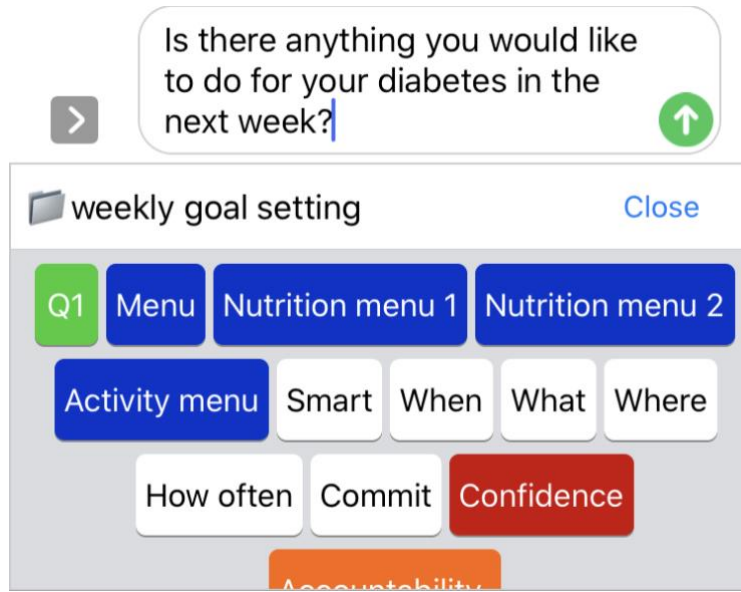 Is there anything you would like
to do for your diabetes in the
next week?
weekly goal setting Close
Q1 Menu Nutrition menu 1 Nutrition menu 2
Activity menu Smart When What Where
How often Commit Confidence
Accountability